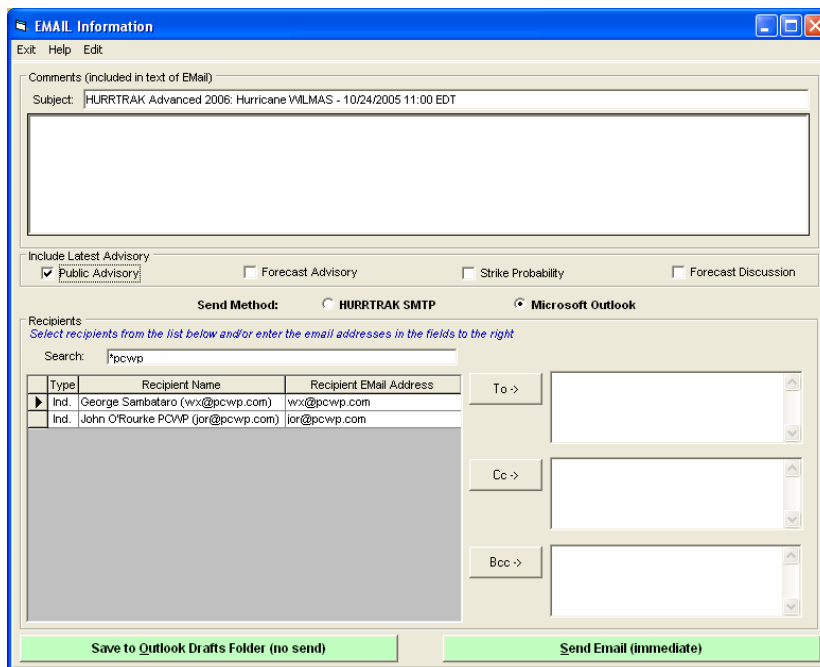 EMAIL Information
Exit Help Edit
Comments (included in text of EMail)
Subject: HURRTRAK Advanced 2006: Hurricane WILMAS - 10/24/2005 11:00 EDT
Include Latest Advisory
Public Advisory Forecast Advisory Strike Probability Forecast Discussion
Send Method: HURRTRAK SMTP Microsoft Outlook
Recipients
Select recipients from the list below and/or enter the email addresses in the fields to the right
Search: *pcwp
Type Recipient Name Recipient EMail Address
Ind. George Sambataro (wx@pcwp.com) wx@pcwp.com
Ind. John O'Rourke PCWP (jor@pcwp.com) jor@pcwp.com
To ->
Cc ->
Bcc ->
Save to Outlook Drafts Folder (no send) Send Email (immediate)